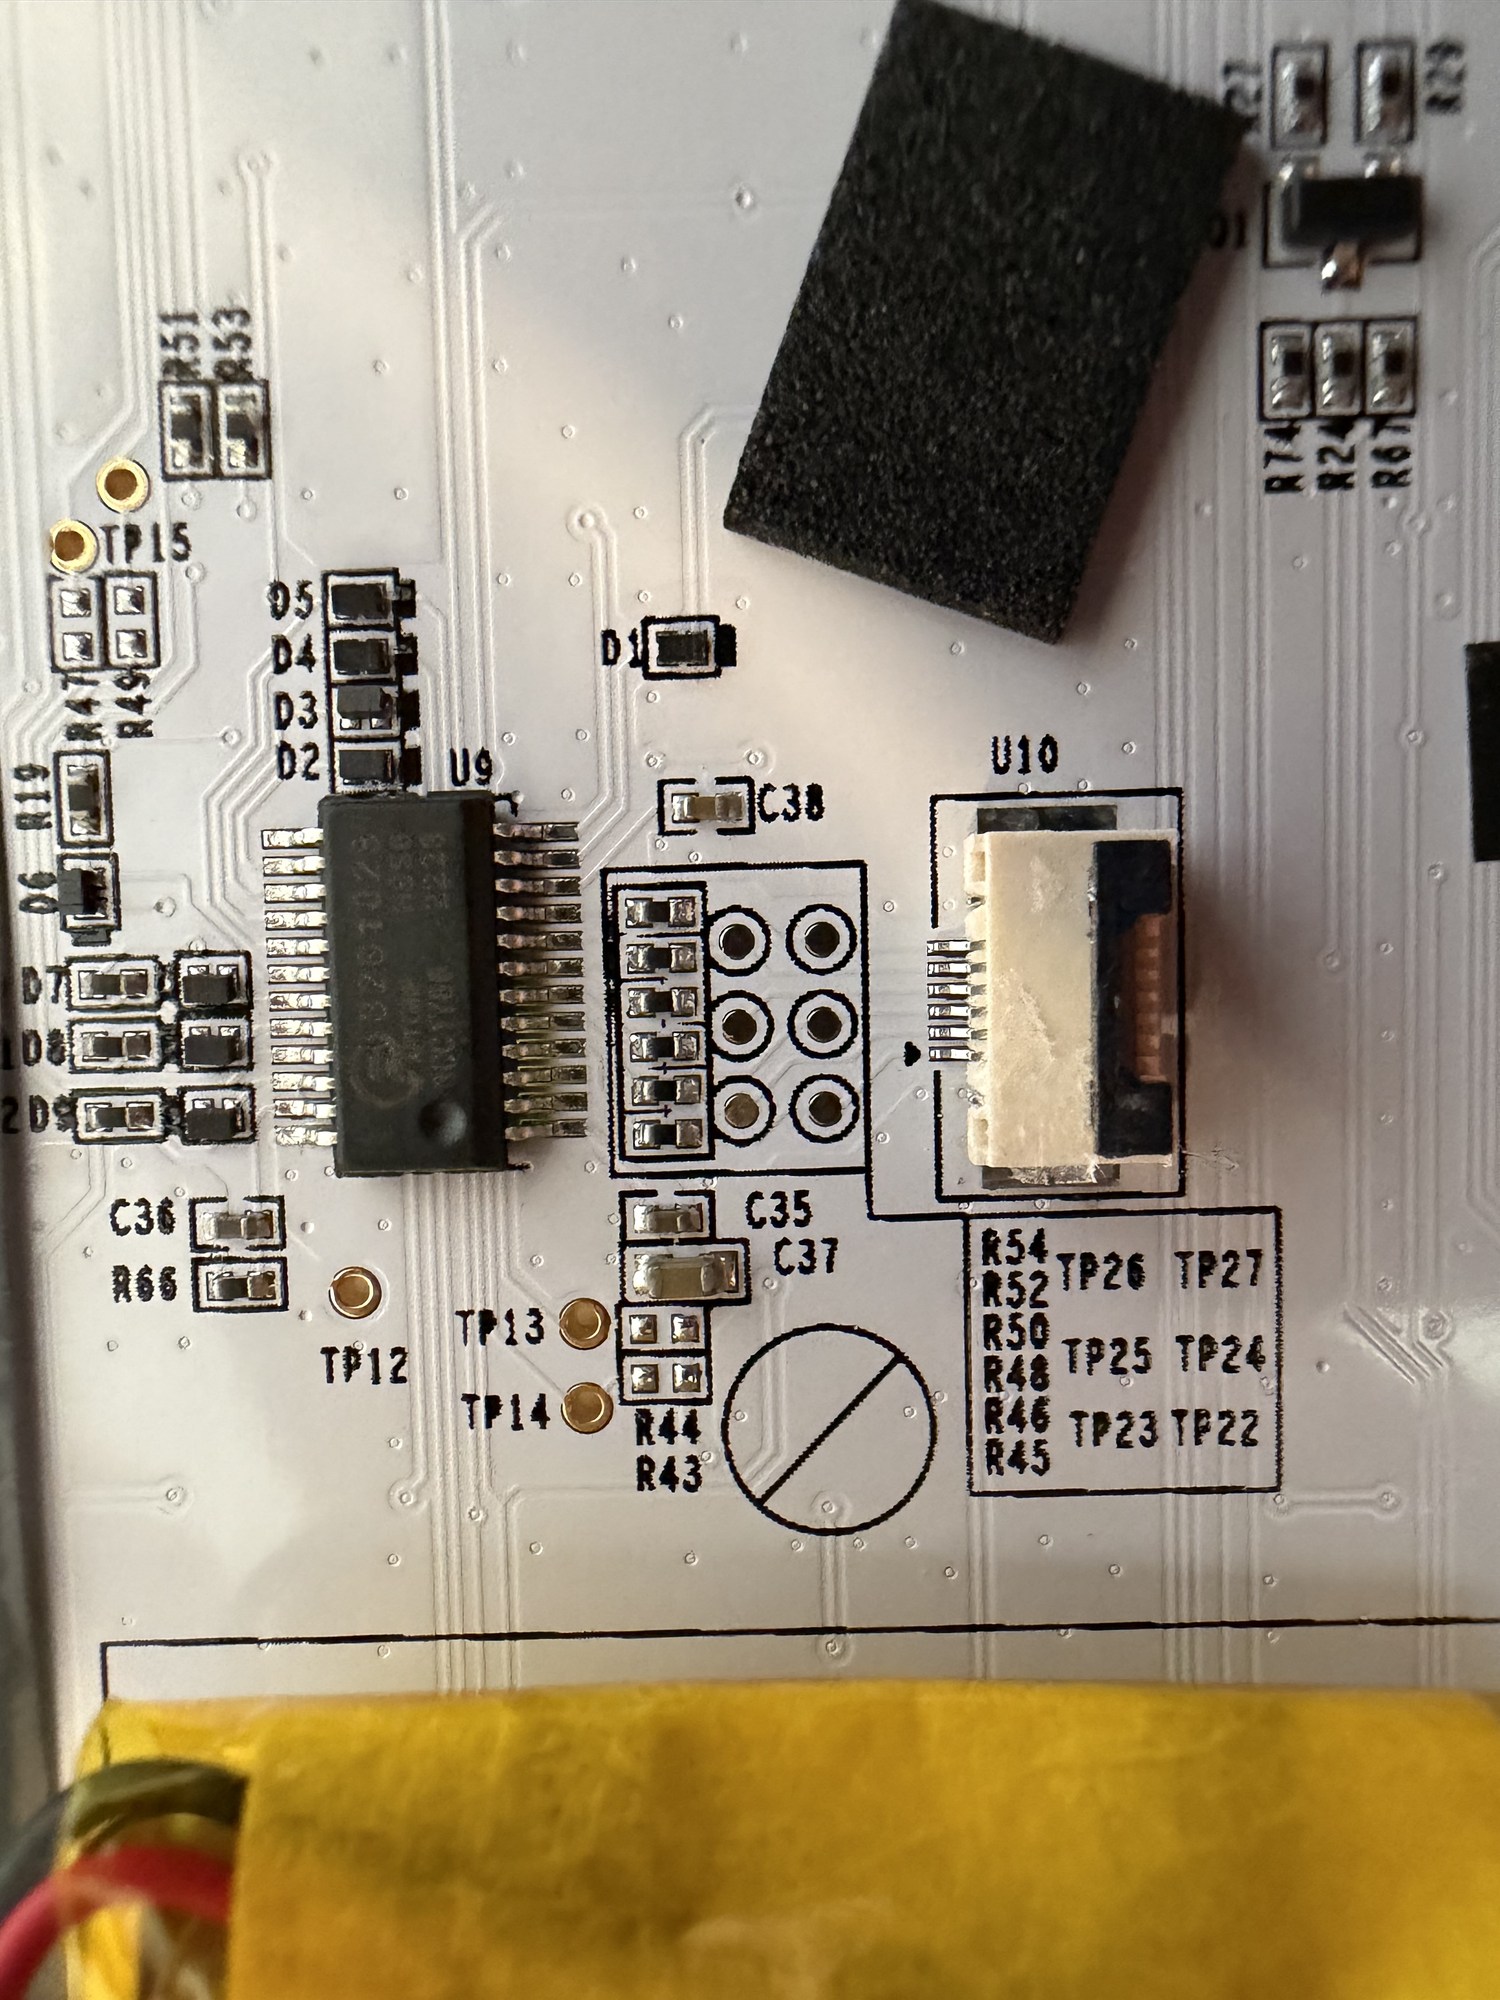 R29
R51
R53
R74
R24
R67
TP15
D5
D4
D3
D2
D1
R47
R49
U9
U10
R19
C38
D6
D7
D8
D9
C36
C35
C37
R66
R54
R52
R50
R48
R46
R45
TP26 TP27
TP25 TP24
TP23 TP22
TP13
TP12
TP14
R44
R43